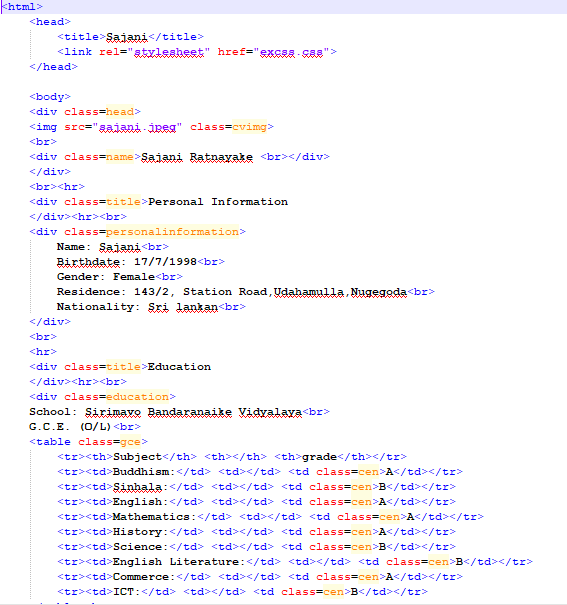 <html>
<head>
<title>Sajani</title>
<link rel="stylesheet" href="excss.css">
</head>
<body>
<div class=head>
<img src="sajani.jpeg" class=cvimg>
<br>
<div class=name>Sajani Ratnayake <br></div>
</div>
<br><hr>
<div class=title>Personal Information
</div><hr><br>
<div class=personalinformation>
Name: Sajani<br>
Birthdate: 17/7/1998<br>
Gender: Female<br>
Residence: 143/2, Station Road,Udahamulla,Nugegoda<br>
Nationality: Sri lankan<br>
</div>
<br>
<hr>
<div class=title>Education
</div><hr><br>
<div class=education>
School: Sirimavo Bandaranaike Vidyalaya<br>
G.C.E. (O/L)<br>
<table class=gce>
<tr><th>Subject</th> <th></th> <th>grade</th></tr>
<tr><td>Buddhism:</td> <td></td> <td class=cen>A</td></tr>
<tr><td>Sinhala:</td> <td></td> <td class=cen>B</td></tr>
<tr><td>English:</td> <td></td> <td class=cen>A</td></tr>
<tr><td>Mathematics:</td> <td></td> <td class=cen>A</td></tr>
<tr><td>History:</td> <td></td> <td class=cen>A</td></tr>
<tr><td>Science:</td> <td></td> <td class=cen>B</td></tr>
<tr><td>English Literature:</td> <td></td> <td class=cen>B</td></tr>
<tr><td>Commerce:</td> <td></td> <td class=cen>A</td></tr>
<tr><td>ICT:</td> <td></td> <td class=cen>B</td></tr>